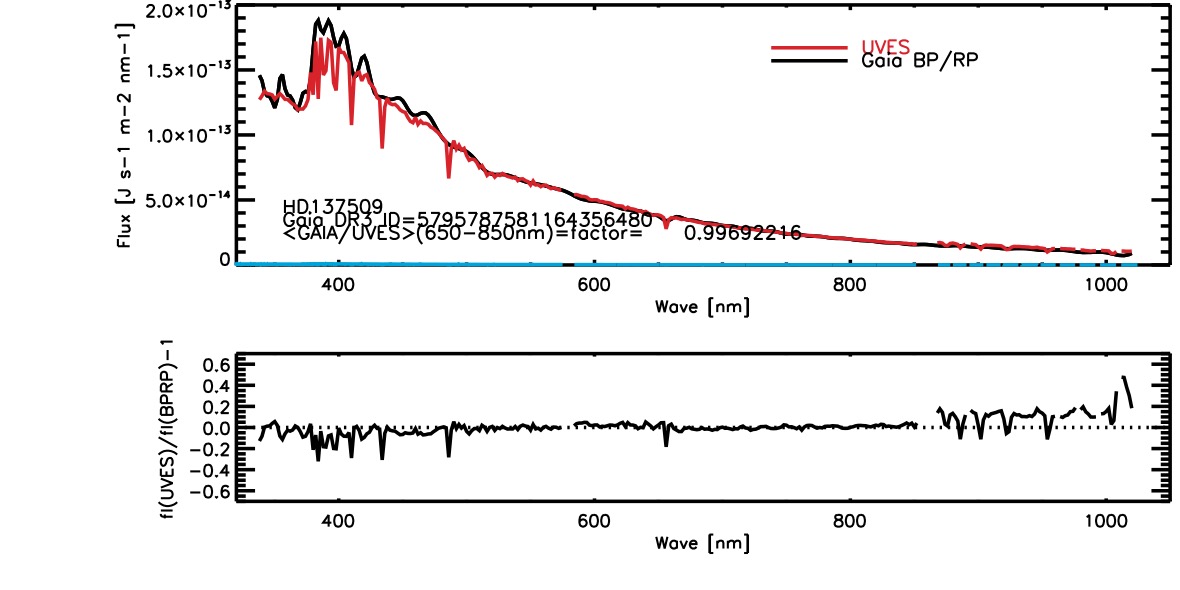 2.0×10−13
1.5×10−13
1.0×10−13
5.0×10−14
0
Flux [J s−1 m−2 nm−1]
UVES
Gaia BP/RP
HD137509
Gaia DR3 ID=5795787581164356480
<GAIA/UVES>(650−850nm)=factor= 0.99692216
400 600 800 1000
Wave [nm]
fl(UVES)/fl(BPRP)−1
0.6
0.4
0.2
0.0
−0.2
−0.4
−0.6
400 600 800 1000
Wave [nm]